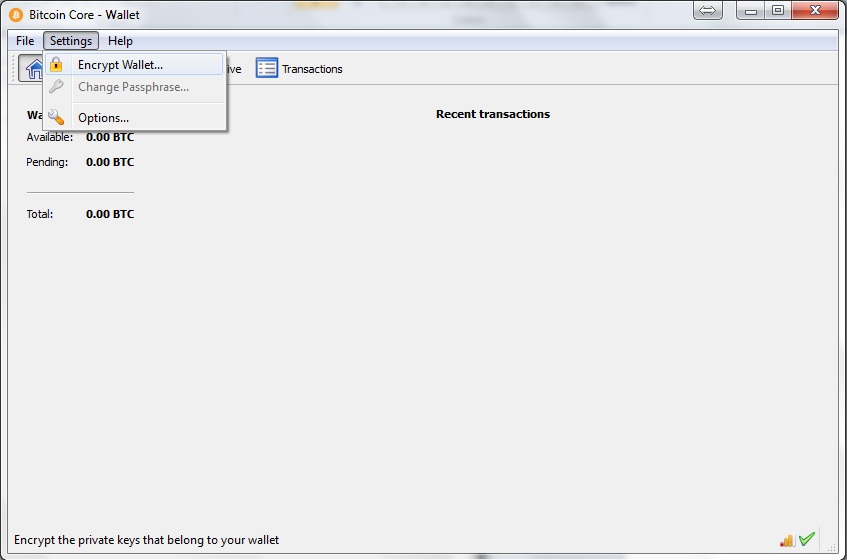 Bitcoin Core - Wallet
File Settings Help
Encrypt Wallet...
ive Transactions
Change Passphrase...
Wa
Recent transactions
Options...
Available: 0.00 BTC
Pending: 0.00 BTC
Total: 0.00 BTC
Encrypt the private keys that belong to your wallet